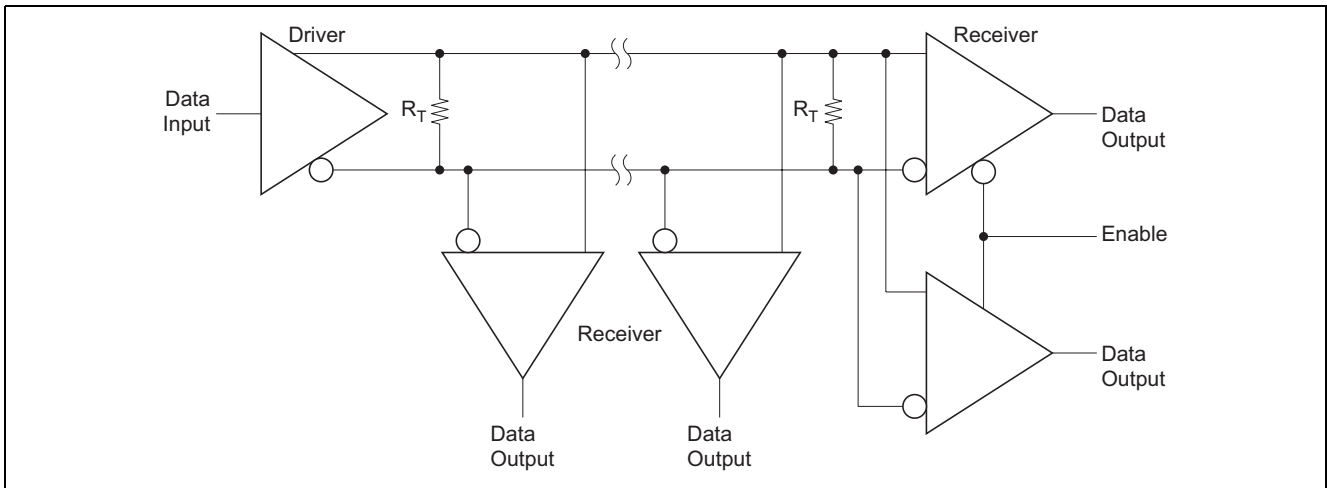 Driver
Receiver
Data
Input
R_T
R_T
Data
Output
Enable
Receiver
Data
Output
Data
Output
Data
Output